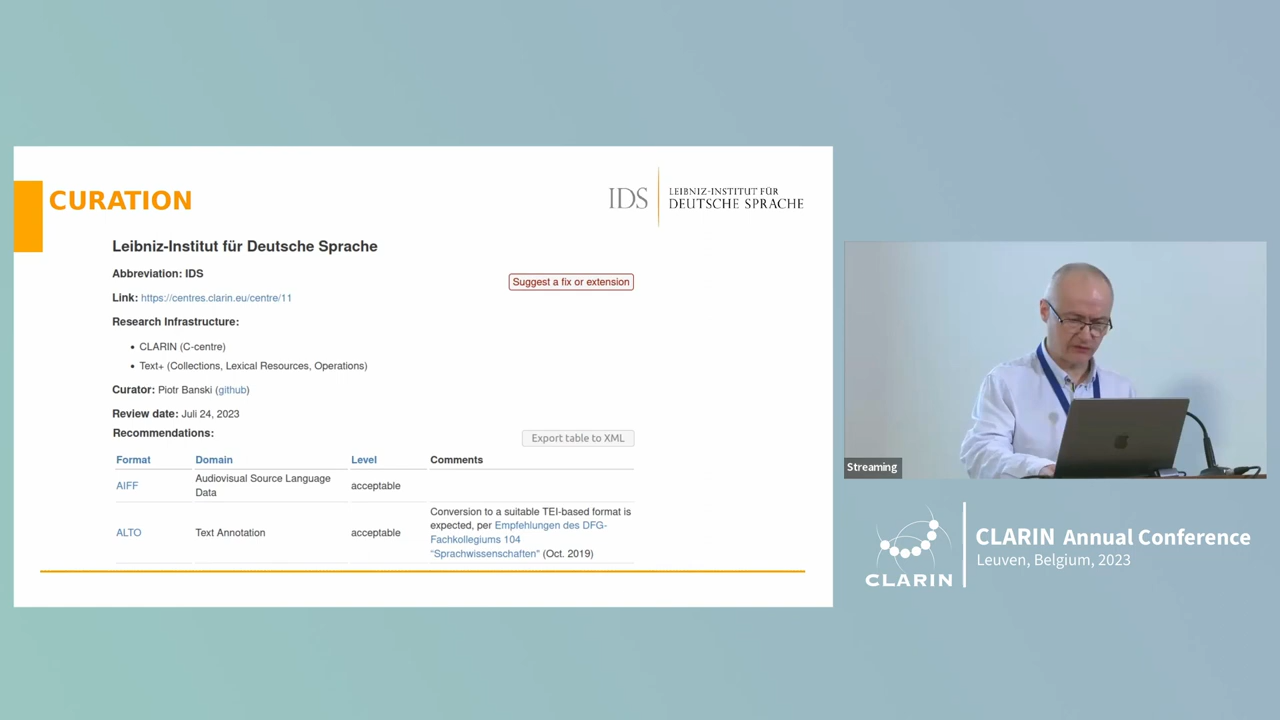 CURATION
IDS
LEIBNIZ-INSTITUT FÜR
DEUTSCHE SPRACHE
Leibniz-Institut für Deutsche Sprache
Abbreviation: IDS
Suggest a fix or extension
Link: https://centres.clarin.eu/centre/11
Research Infrastructure:
• CLARIN (C-centre)
• Text+ (Collections, Lexical Resources, Operations)
Curator: Piotr Banski (github)
Review date: Juli 24, 2023
Recommendations:
Export table to XML
Format Domain Level Comments
AIFF Audiovisual Source Language Data acceptable
ALTO Text Annotation acceptable
Conversion to a suitable TEI-based format is
expected, per Empfehlungen des DFG-
Fachkollegiums 104
"Sprachwissenschaften" (Oct. 2019)
Streaming
CLARIN
CLARIN Annual Conference
Leuven, Belgium, 2023